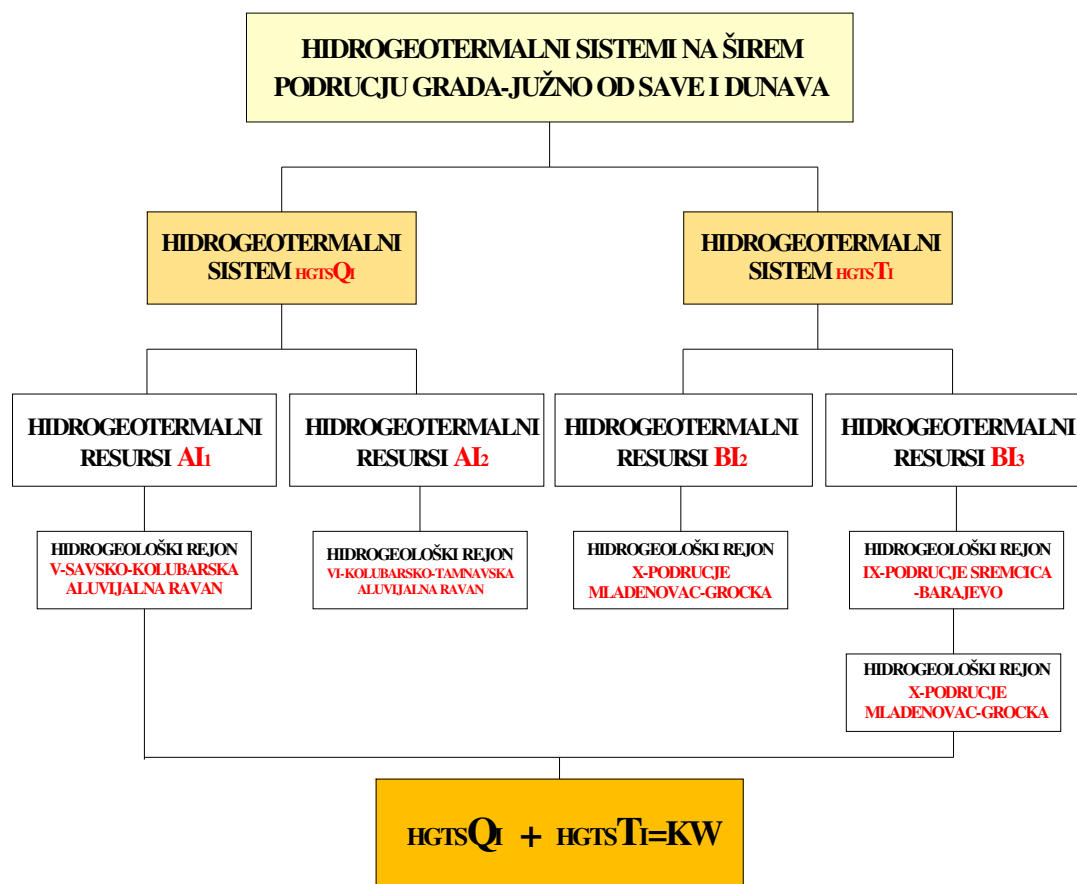 HIDROGEOTERMALNI SISTEMI NA ŠIREM
PODRUCJU GRADA-JUŽNO OD SAVE I DUNAVA
HIDROGEOTERMALNI
SISTEM HGTSQI
HIDROGEOTERMALNI
SISTEM HGTSTI
HIDROGEOTERMALNI
RESURSI AI1
HIDROGEOTERMALNI
RESURSI AI2
HIDROGEOTERMALNI
RESURSI BI2
HIDROGEOTERMALNI
RESURSI BI3
HIDROGEOLOŠKI REJON
V-SAVSKO-KOLUBARSKA
ALUVIJALNA RAVAN
HIDROGEOLOŠKI REJON
VI-KOLUBARSKO-TAMNAVSKA
ALUVIJALNA RAVAN
HIDROGEOLOŠKI REJON
X-PODRUCJE
MLADENOVAC-GROCKA
HIDROGEOLOŠKI REJON
IX-PODRUCJE SREMCICA
-BARAJEVO
HIDROGEOLOŠKI REJON
X-PODRUCJE
MLADENOVAC-GROCKA
HGTSQI + HGTSTI=KW